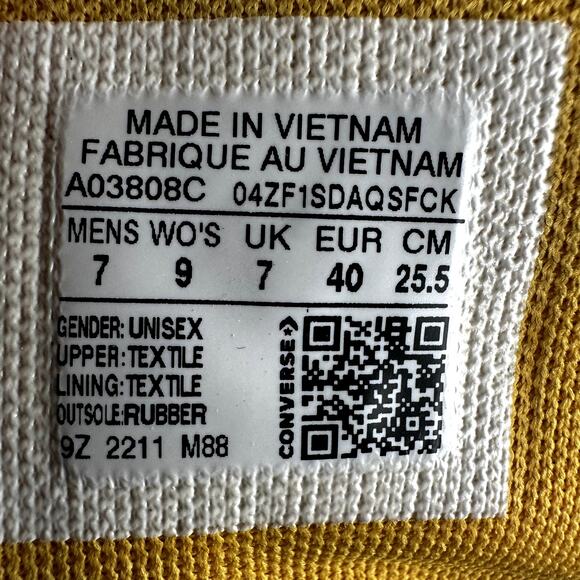 MADE IN VIETNAM
FABRIQUE AU VIETNAM
A03808C 04ZF1SDAQSFCK
MENS WO'S UK EUR CM
7 9 7 40 25.5
GENDER: UNISEX
UPPER: TEXTILE
LINING: TEXTILE
OUTSOLE:RUBBER
9Z 2211 M88
CONVERSE